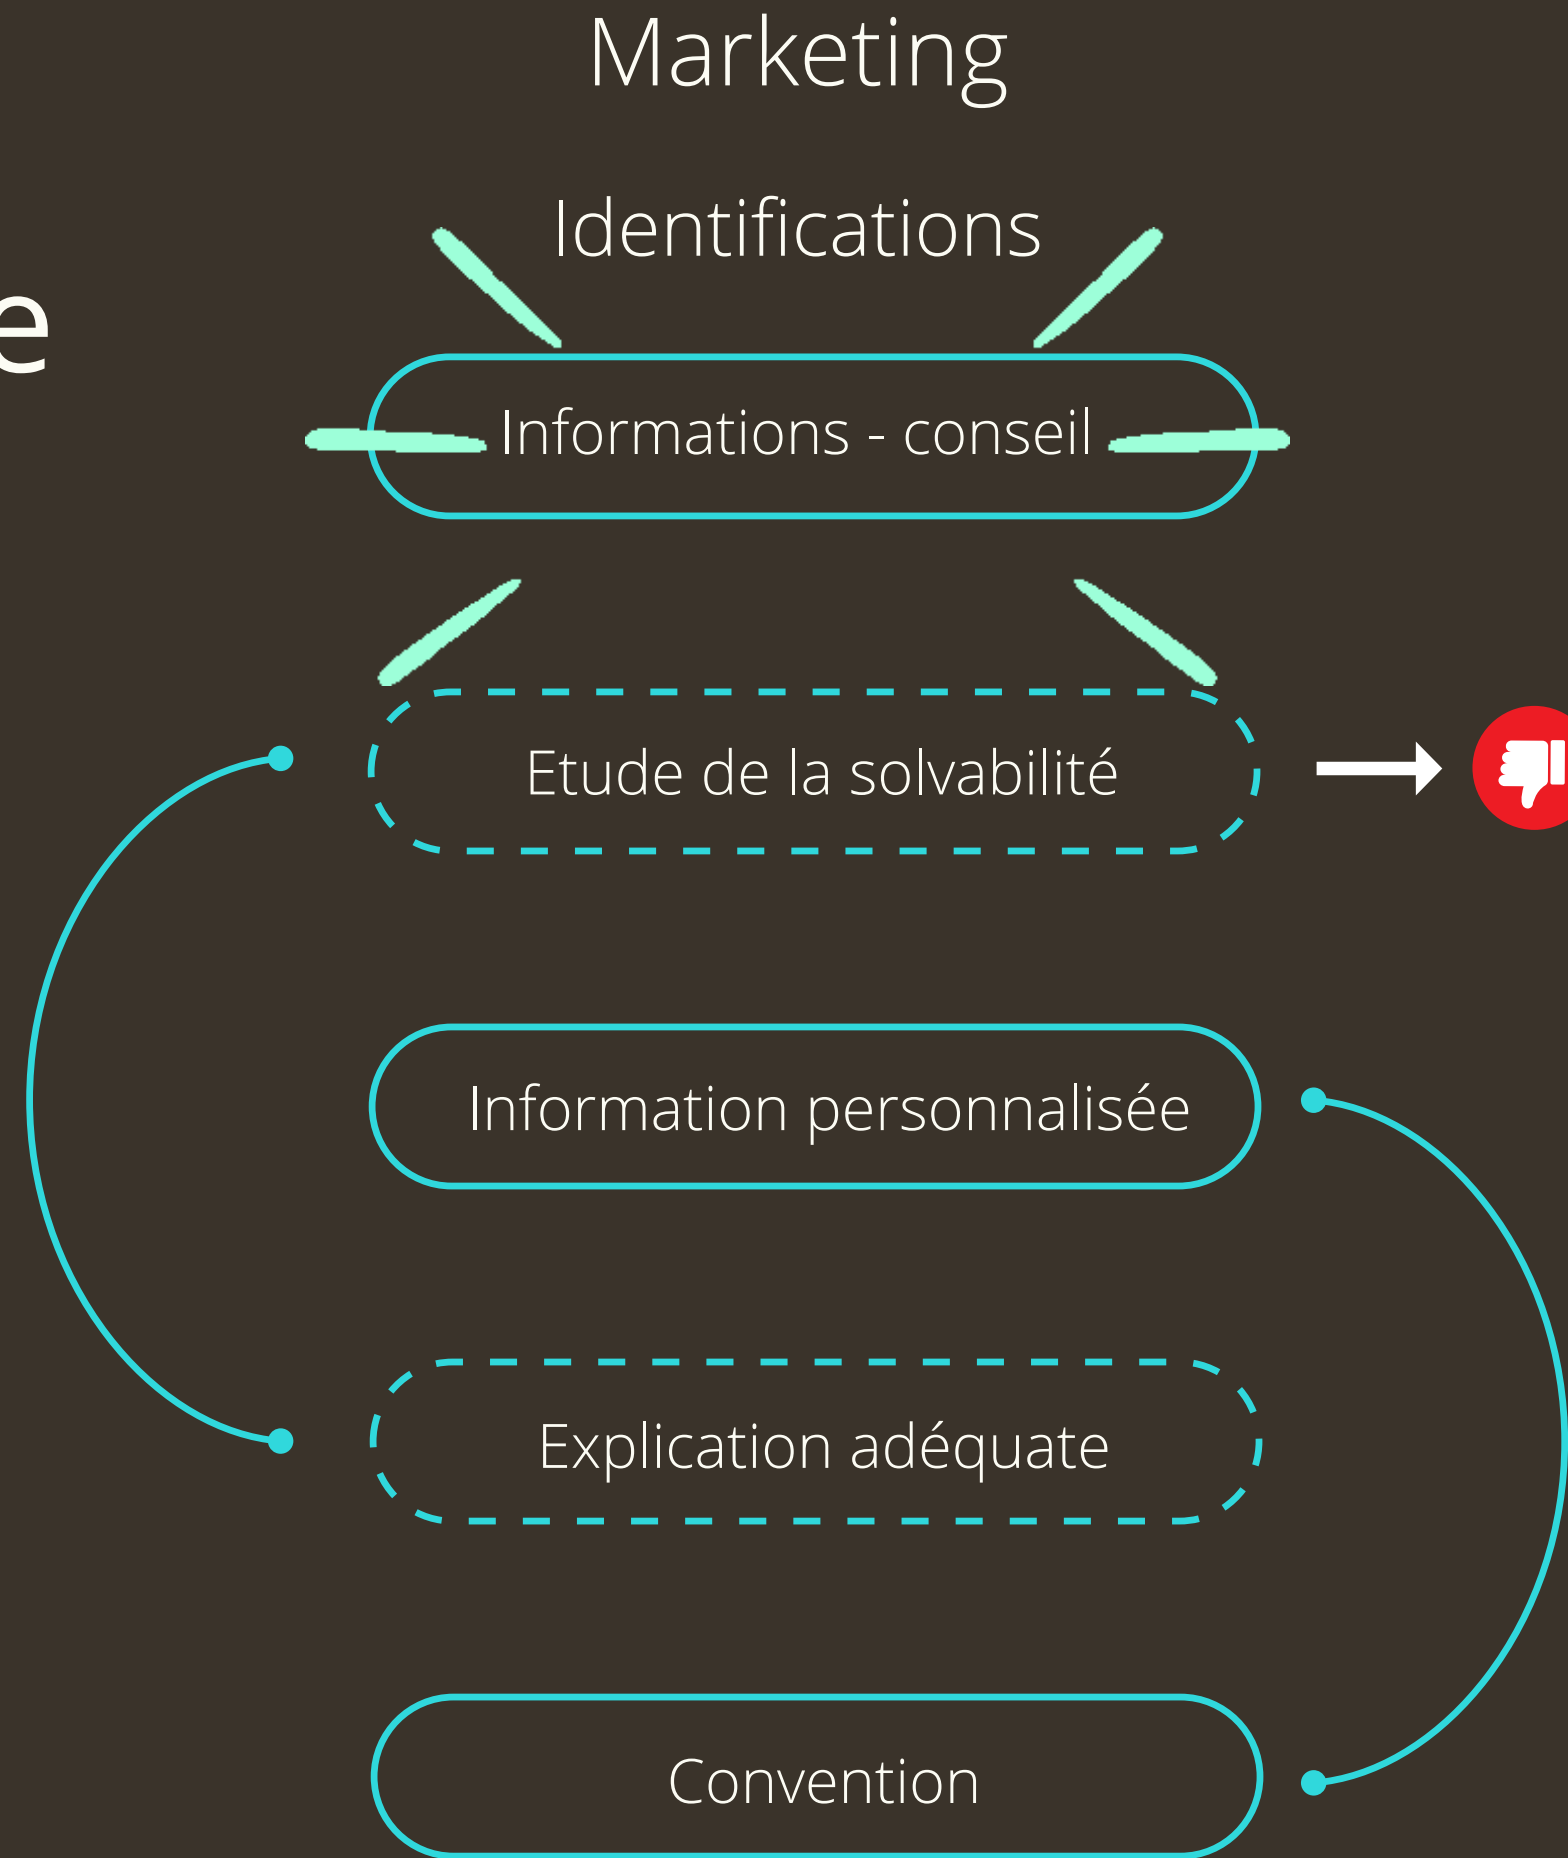 Marketing
Identifications
e
Informations - conseil
Etude de la solvabilité
Information personnalisée
Explication adéquate
Convention